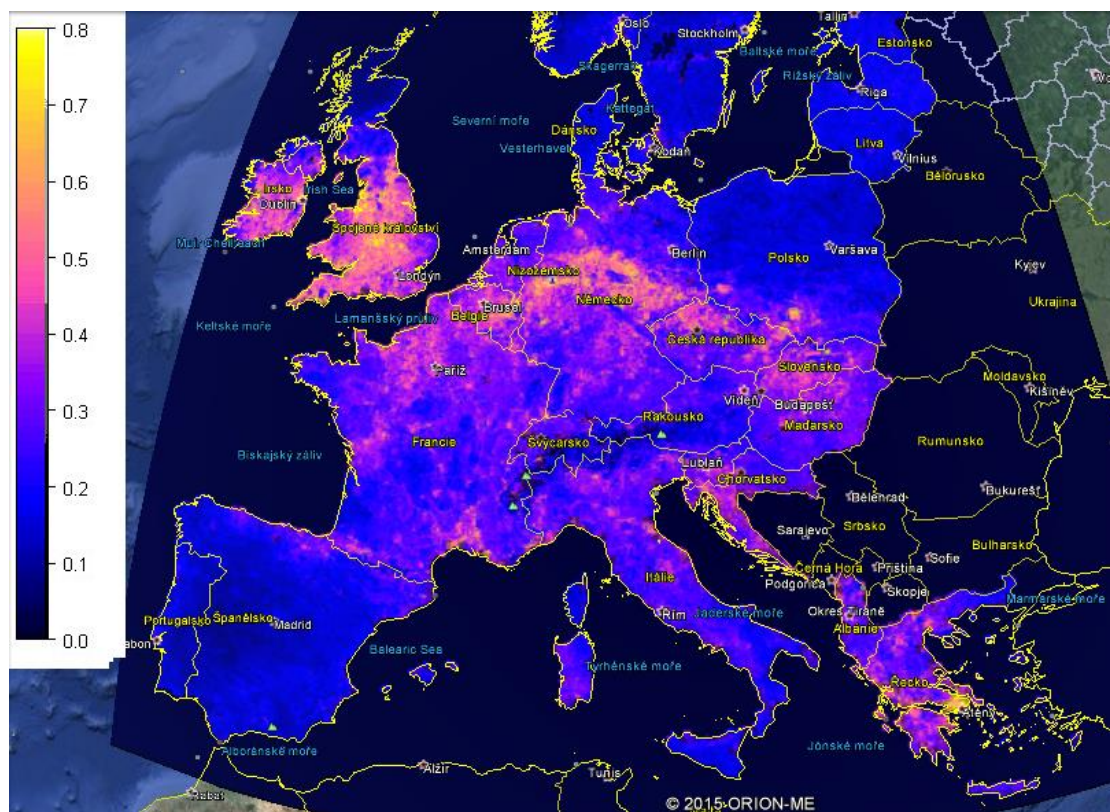 0.8
0.7
0.6
0.5
0.4
0.3
0.2
0.1
0.0
Oslo
Stockholm
Tallin
Baltské moře
Estonsko
Skagerrak
Rižský záliv
Riga
Kattegat
Severní moře
Dánsko
Vesterhavet
Kodaň
Litva
Vilnius
Bělorusko
Irsko
Dublin
Irish Sea
Spojené království
Londýn
Keltské moře
Lamanšský průliv
Amsterdam
Nizozemsko
Berlín
Polsko
Varšava
Kyjev
Ukrajina
Německo
Belgie
Brusel
Česká republika
Slovensko
Paříž
Vídeň
Rakousko
Budapešť
Maďarsko
Moldavsko
Kišiněv
Francie
Švýcarsko
Rumunsko
Biskajský záliv
Lublaň
Chorvatsko
Bělehrad
Bukurešť
Sarajevo
Srbsko
Bulharsko
Sofie
Itálie
Černá Hora
Priština
Podgorica
Skopje
Okres Tirané
Albánie
Marmarské moře
Portugalsko
Španělsko
Madrid
Řím
Jaderské moře
Balearic Sea
Tyrhénské moře
Řecko
Atény
Alboránské moře
Jónské moře
Alžír
Tunis
Rabat
© 2015 ORION-ME